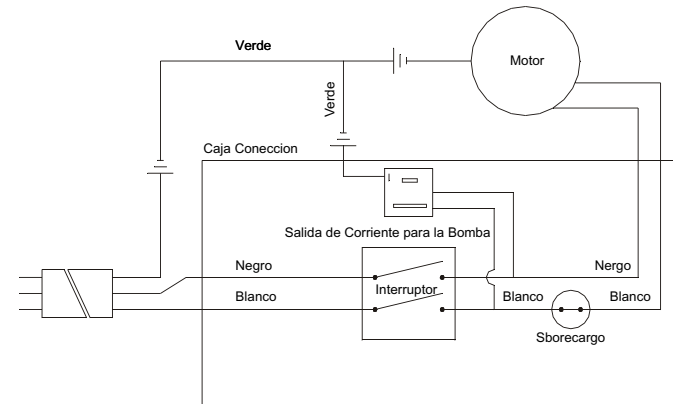 Verde
Motor
Verde
Caja Coneccion
Salida de Corriente para la Bomba
Negro
Nergo
Interruptor
Blanco
Blanco
Blanco
Sborecargo